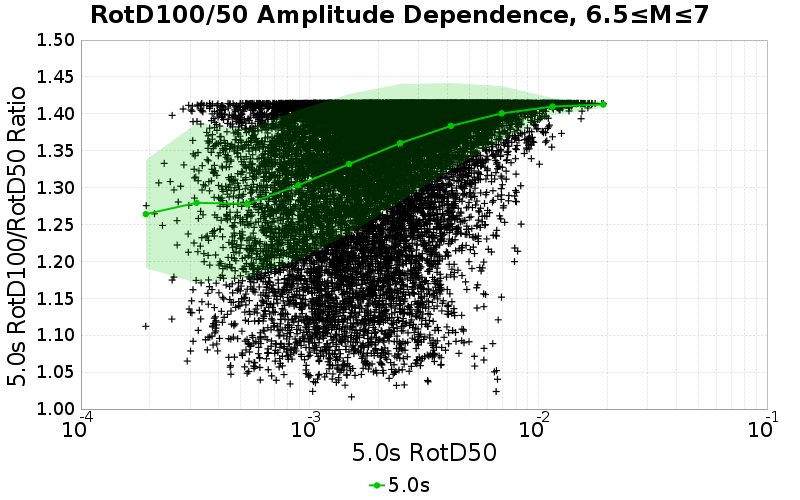 RotD100/50 Amplitude Dependence, 6.5≤M≤7
5.0s RotD100/RotD50 Ratio
1.50
1.45
1.40
1.35
1.30
1.25
1.20
1.15
1.10
1.05
1.00
10^-4 10^-3 10^-2 10^-1
5.0s RotD50
5.0s